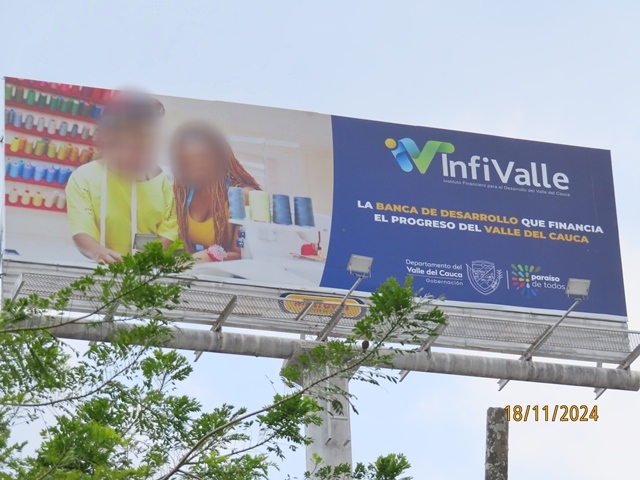 InfiValle
Instituto Financiero para el Desarrollo del Valle del Cauca
LA BANCA DE DESARROLLO QUE FINANCIA
EL PROGRESO DEL VALLE DEL CAUCA
Departamento del
Valle del Cauca
Gobernación
paraíso
de todos
18/11/2024